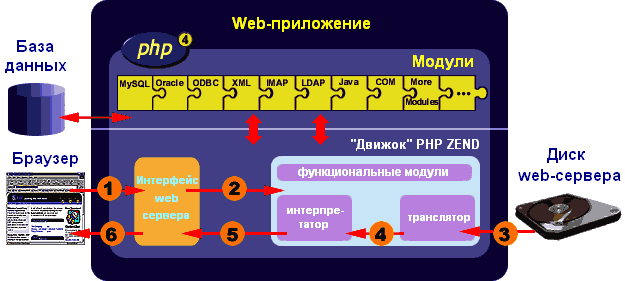 Web-приложение
База
данных
php
4
Модули
MySQL
Oracle
ODBC
XML
IMAP
LDAP
Java
COM
More
Modules
...
"Движок" PHP ZEND
Браузер
Диск
web-сервера
1
Интерфейс
web
сервера
2
функциональные модули
интерпре-
татор
транслятор
3
4
5
6